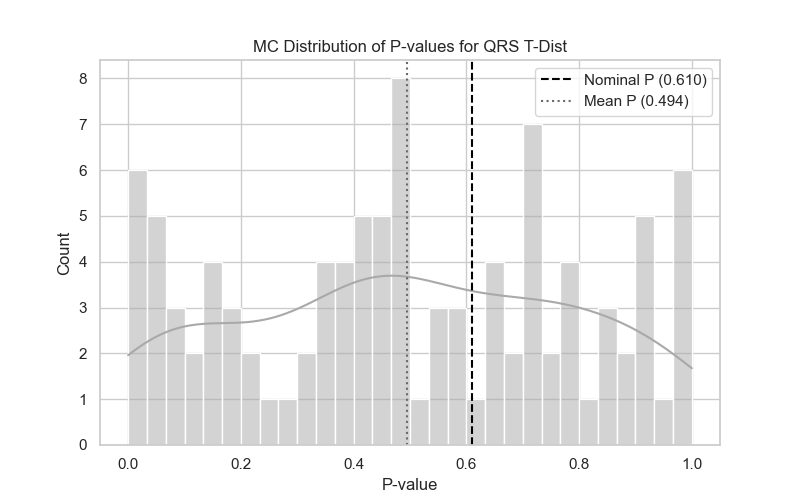 MC Distribution of P-values for QRS T-Dist
Nominal P (0.610)
Mean P (0.494)
8
7
6
5
4
3
2
1
0
Count
0.0 0.2 0.4 0.6 0.8 1.0
P-value